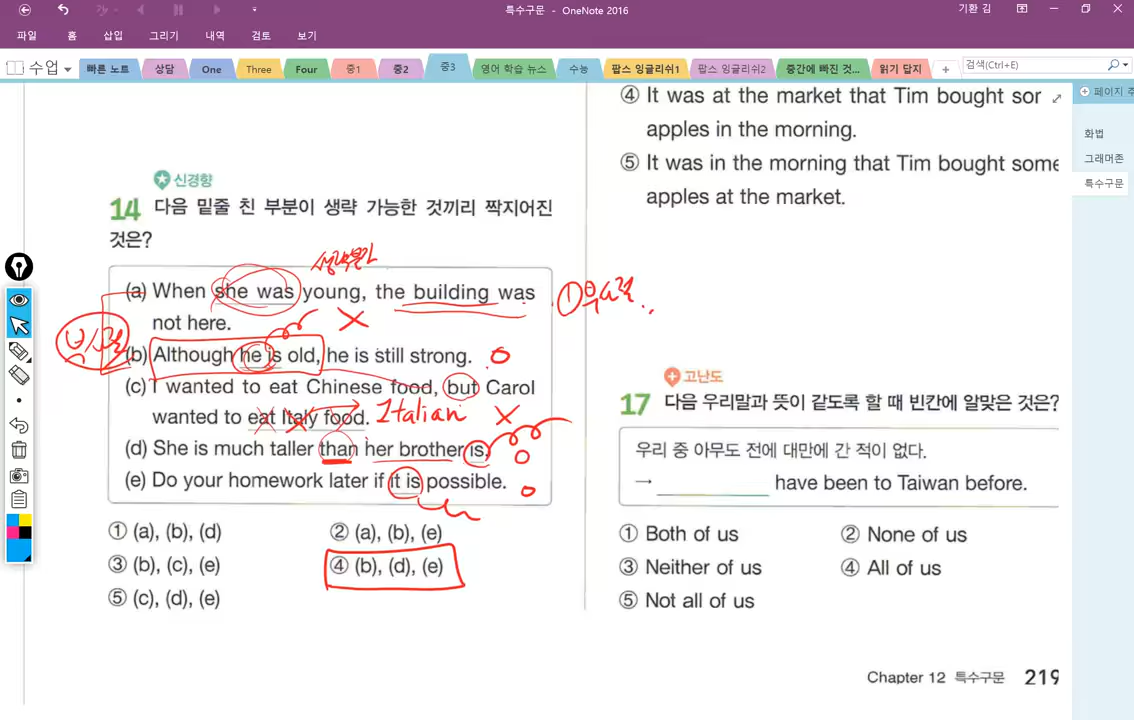 특수구문 - OneNote 2016
기환 김
파일 홈 삽입 그리기 내역 검토 보기
수업 빠른 노트 상담 One Three Four 중1 중2 중3 영어 학습 뉴스 수능 팝스 잉글리쉬1 팝스 잉글리쉬2 중간에 빠진 것... 읽기 답지 검색(Ctrl+E)
페이지 추
화법
그래머존
특수구문
신경향
14 다음 밑줄 친 부분이 생략 가능한 것끼리 짝지어진
것은?
생략불가
(a) When she was young, the building was
not here.
(b) Although he is old, he is still strong.
(c) I wanted to eat Chinese food, but Carol
wanted to eat Italy food. Italian
(d) She is much taller than her brother is.
(e) Do your homework later if it is possible.
부사절
① (a), (b), (d)
② (a), (b), (e)
③ (b), (c), (e)
④ (b), (d), (e)
⑤ (c), (d), (e)
④ It was at the market that Tim bought sor
apples in the morning.
⑤ It was in the morning that Tim bought some
apples at the market.
고난도
17 다음 우리말과 뜻이 같도록 할 때 빈칸에 알맞은 것은?
우리 중 아무도 전에 대만에 간 적이 없다.
→ __________ have been to Taiwan before.
① Both of us
② None of us
③ Neither of us
④ All of us
⑤ Not all of us
Chapter 12 특수구문 219